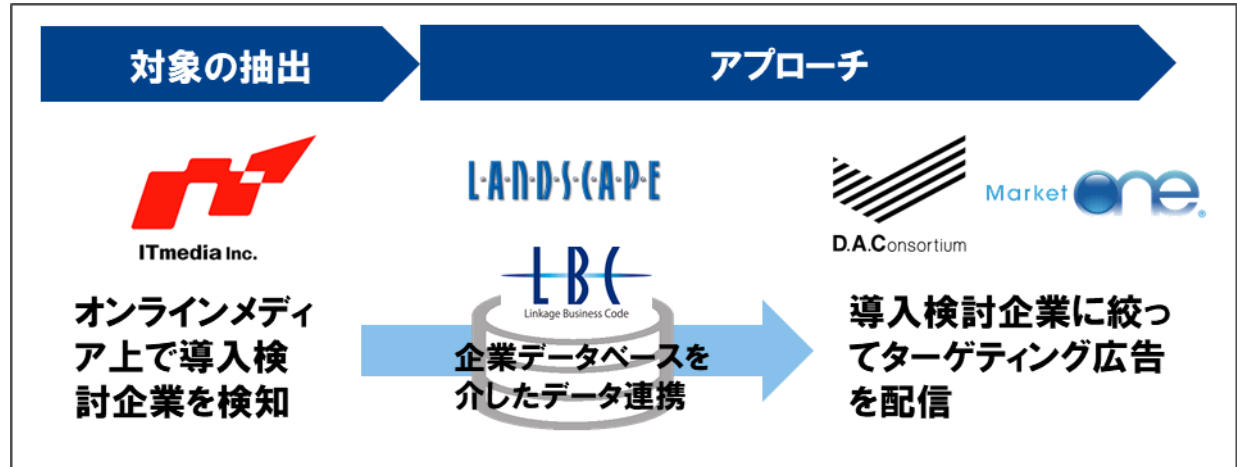 対象の抽出
アプローチ
ITmedia Inc.
L·A·N·D·S·C·A·P·E
LBC
Linkage Business Code
D.A.Consortium
Market one®
オンラインメディ
ア上で導入検
討企業を検知
企業データベースを
介したデータ連携
導入検討企業に絞っ
てターゲティング広告
を配信